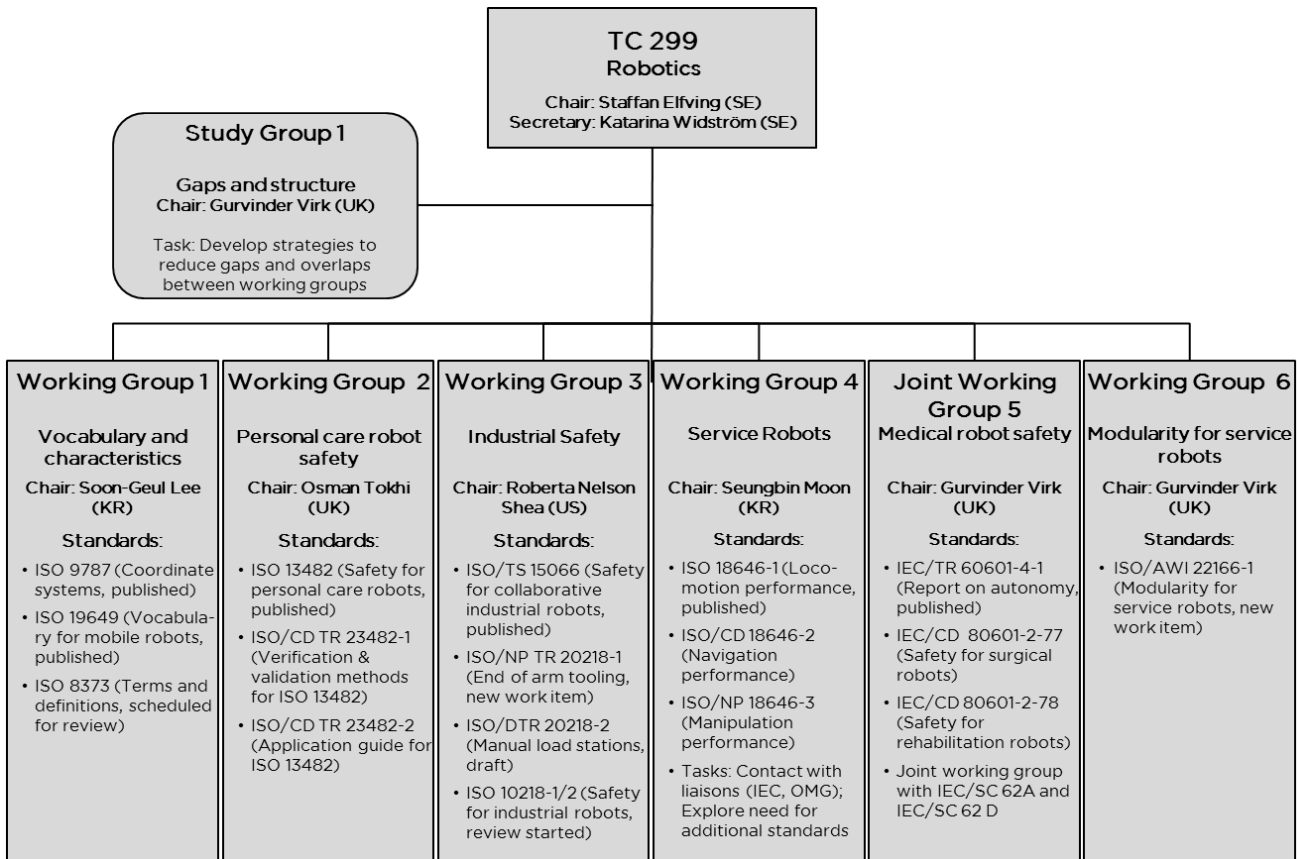 TC 299
Robotics
Chair: Staffan Elfving (SE)
Secretary: Katarina Widström (SE)
Study Group 1
Gaps and structure
Chair: Gurvinder Virk (UK)
Task: Develop strategies to
reduce gaps and overlaps
between working groups
Working Group 1
Vocabulary and
characteristics
Chair: Soon-Geul Lee
(KR)
Standards:
• ISO 9787 (Coordinate
systems, published)
• ISO 19649 (Vocabula-
ry for mobile robots,
published)
• ISO 8373 (Terms and
definitions, scheduled
for review)
Working Group 2
Personal care robot
safety
Chair: Osman Tokhi
(UK)
Standards:
• ISO 13482 (Safety for
personal care robots,
published)
• ISO/CD TR 23482-1
(Verification &
validation methods
for ISO 13482)
• ISO/CD TR 23482-2
(Application guide for
ISO 13482)
Working Group 3
Industrial Safety
Chair: Roberta Nelson
Shea (US)
Standards:
• ISO/TS 15066 (Safety
for collaborative
industrial robots,
published)
• ISO/NP TR 20218-1
(End of arm tooling,
new work item)
• ISO/DTR 20218-2
(Manual load stations,
draft)
• ISO 10218-1/2 (Safety
for industrial robots,
review started)
Working Group 4
Service Robots
Chair: Seungbin Moon
(KR)
Standards:
• ISO 18646-1 (Loco-
motion performance,
published)
• ISO/CD 18646-2
(Navigation
performance)
• ISO/NP 18646-3
(Manipulation
performance)
• Tasks: Contact with
liaisons (IEC, OMG);
Explore need for
additional standards
Joint Working
Group 5
Medical robot safety
Chair: Gurvinder Virk
(UK)
Standards:
• IEC/TR 60601-4-1
(Report on autonomy,
published)
• IEC/CD 80601-2-77
(Safety for surgical
robots)
• IEC/CD 80601-2-78
(Safety for
rehabilitation robots)
• Joint working group
with IEC/SC 62A and
IEC/SC 62 D
Working Group 6
Modularity for service
robots
Chair: Gurvinder Virk
(UK)
Standards:
• ISO/AWI 22166-1
(Modularity for
service robots, new
work item)